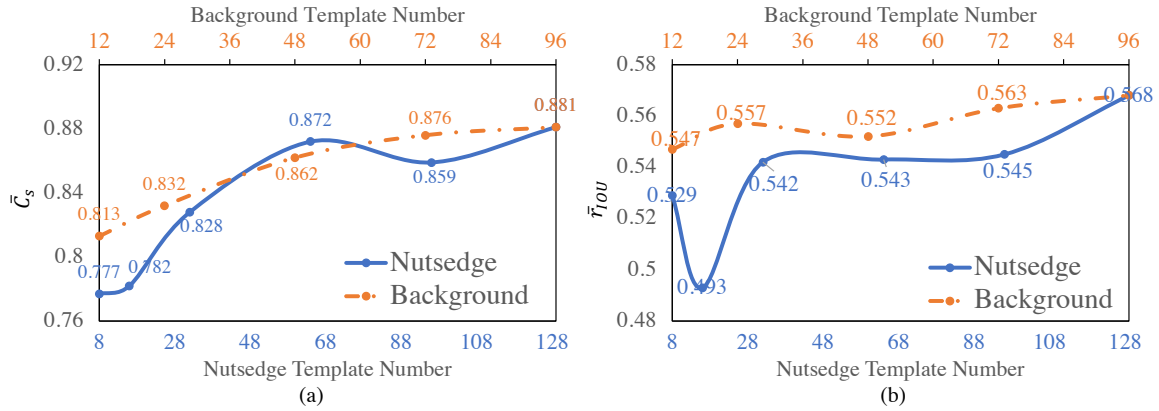 Background Template Number
12 24 36 48 60 72 84 96
C̄s
0.92
0.88
0.84
0.8
0.76
0.813
0.832
0.862
0.876
0.881
0.777
0.782
0.828
0.872
0.859
0.881
Nutsedge
Background
8 28 48 68 88 108 128
Nutsedge Template Number
(a)
Background Template Number
12 24 36 48 60 72 84 96
r̄IOU
0.58
0.56
0.54
0.52
0.5
0.48
0.547
0.557
0.552
0.563
0.529
0.493
0.542
0.543
0.545
0.568
Nutsedge
Background
8 28 48 68 88 108 128
Nutsedge Template Number
(b)